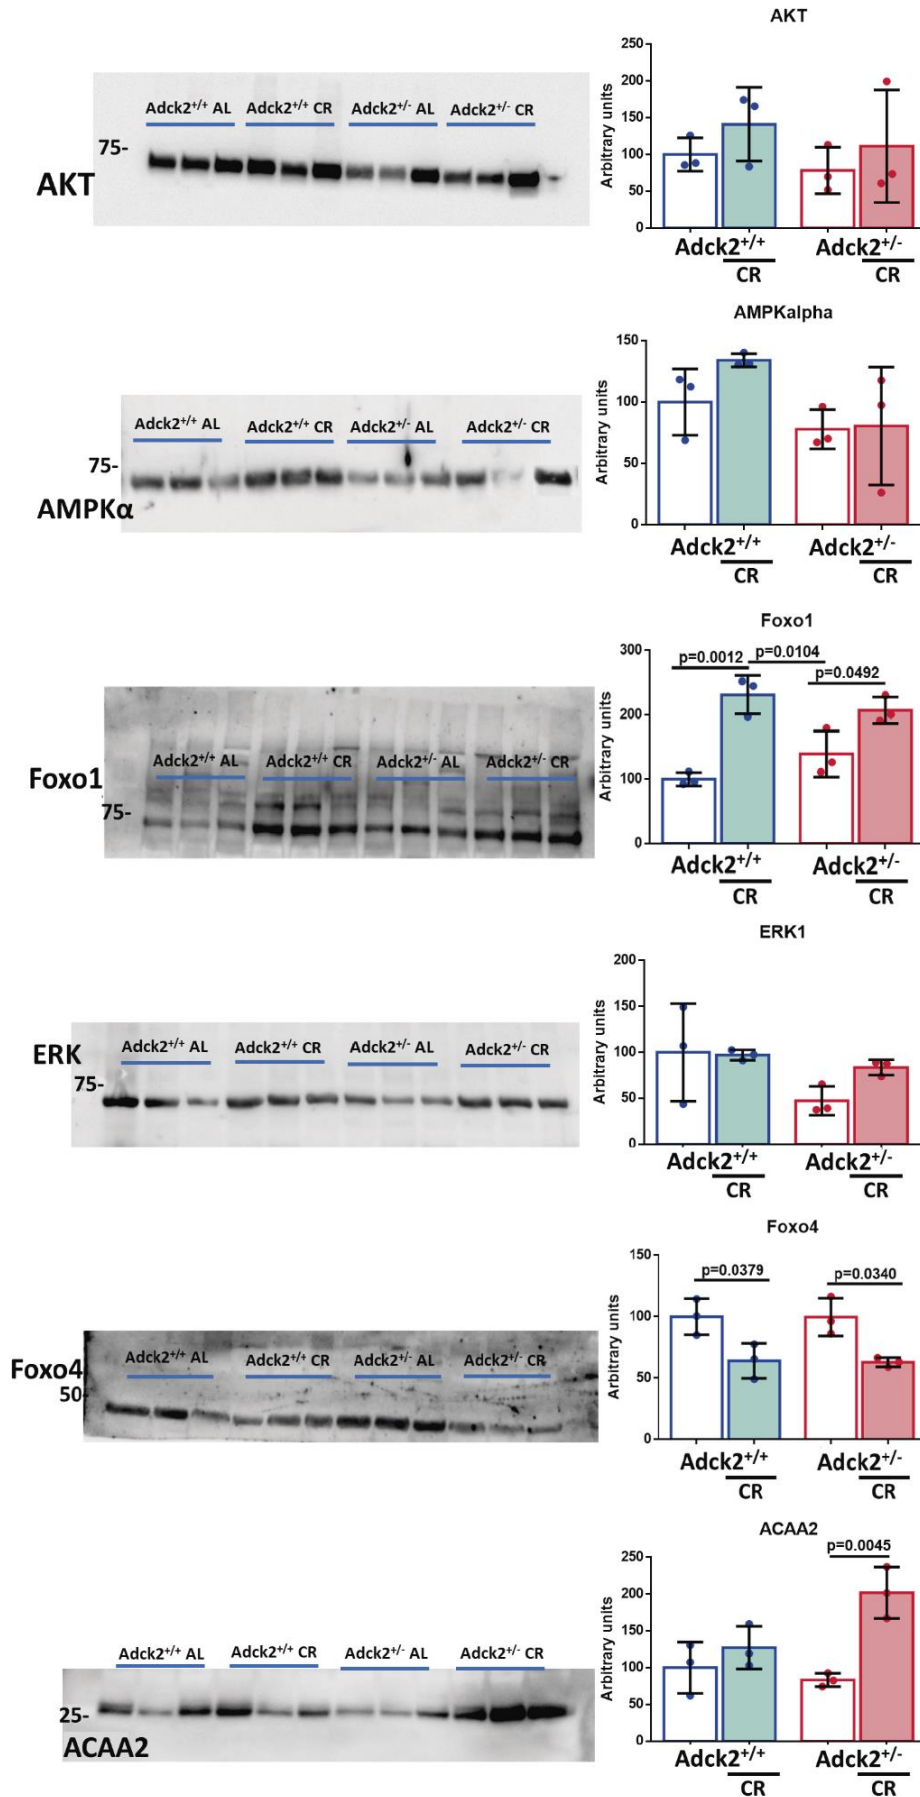 AKT
250
200
150
100
50
0
Arbitrary units
Adck2+/+ AL Adck2+/+ CR Adck2+/- AL Adck2+/- CR
75-
AKT
Adck2+/+ Adck2+/-
CR CR
AMPKalpha
150
100
50
0
Arbitrary units
Adck2+/+ AL Adck2+/+ CR Adck2+/- AL Adck2+/- CR
75-
AMPKα
Adck2+/+ Adck2+/-
CR CR
Foxo1
300
200
100
0
Arbitrary units
p=0.0012 p=0.0104
p=0.0492
Adck2+/+ AL Adck2+/+ CR Adck2+/- AL Adck2+/- CR
Foxo1
75-
Adck2+/+ Adck2+/-
CR CR
ERK1
200
150
100
50
0
Arbitrary units
Adck2+/+ AL Adck2+/+ CR Adck2+/- AL Adck2+/- CR
ERK
75-
Adck2+/+ Adck2+/-
CR CR
Foxo4
150
100
50
0
Arbitrary units
p=0.0379 p=0.0340
Adck2+/+ AL Adck2+/+ CR Adck2+/- AL Adck2+/- CR
Foxo4
50-
Adck2+/+ Adck2+/-
CR CR
ACAA2
250
200
150
100
50
0
Arbitrary units
p=0.0045
Adck2+/+ AL Adck2+/+ CR Adck2+/- AL Adck2+/- CR
25-
ACAA2
Adck2+/+ Adck2+/-
CR CR